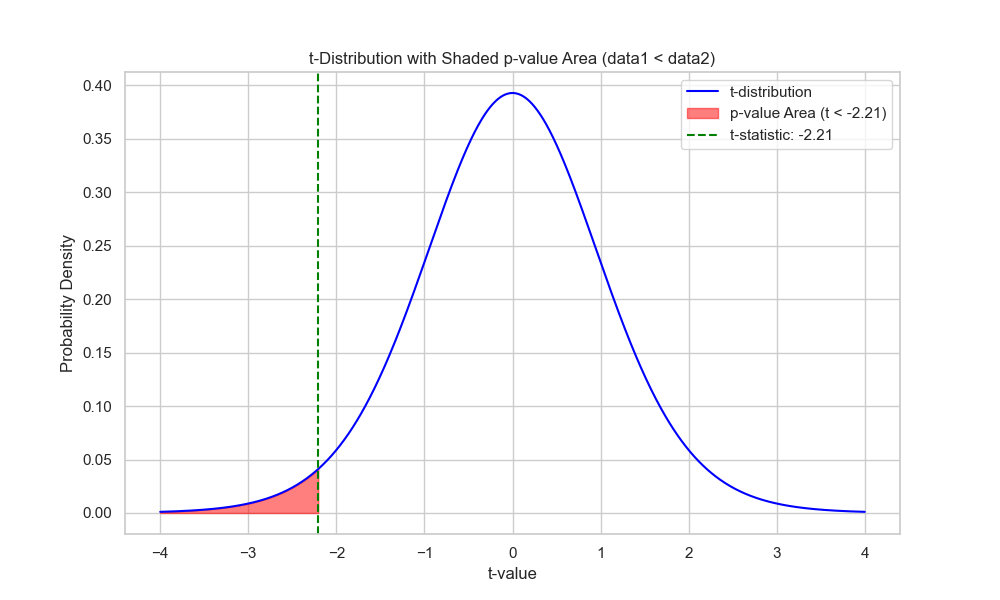 t-Distribution with Shaded p-value Area (data1 < data2)
t-distribution
p-value Area (t < -2.21)
t-statistic: -2.21
Probability Density
0.40
0.35
0.30
0.25
0.20
0.15
0.10
0.05
0.00
−4 −3 −2 −1 0 1 2 3 4
t-value